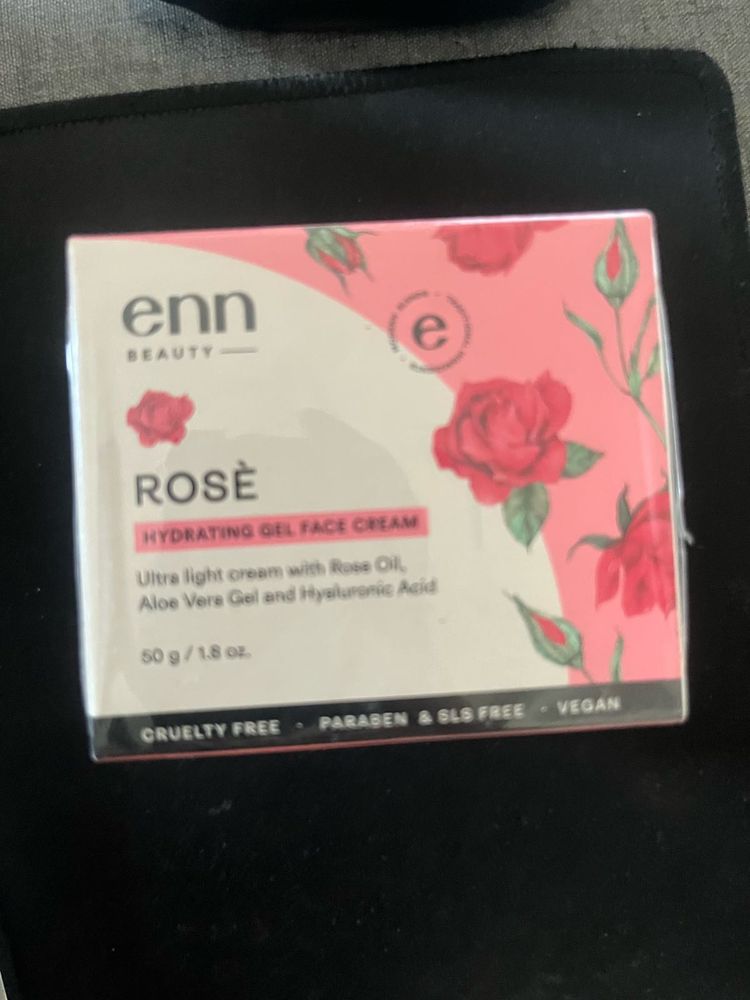 enn
BEAUTY
e
ROSÈ
HYDRATING GEL FACE CREAM
Ultra light cream with Rose Oil,
Aloe Vera Gel and Hyaluronic Acid
50 g / 1.8 oz.
CRUELTY FREE · PARABEN & SLS FREE · VEGAN